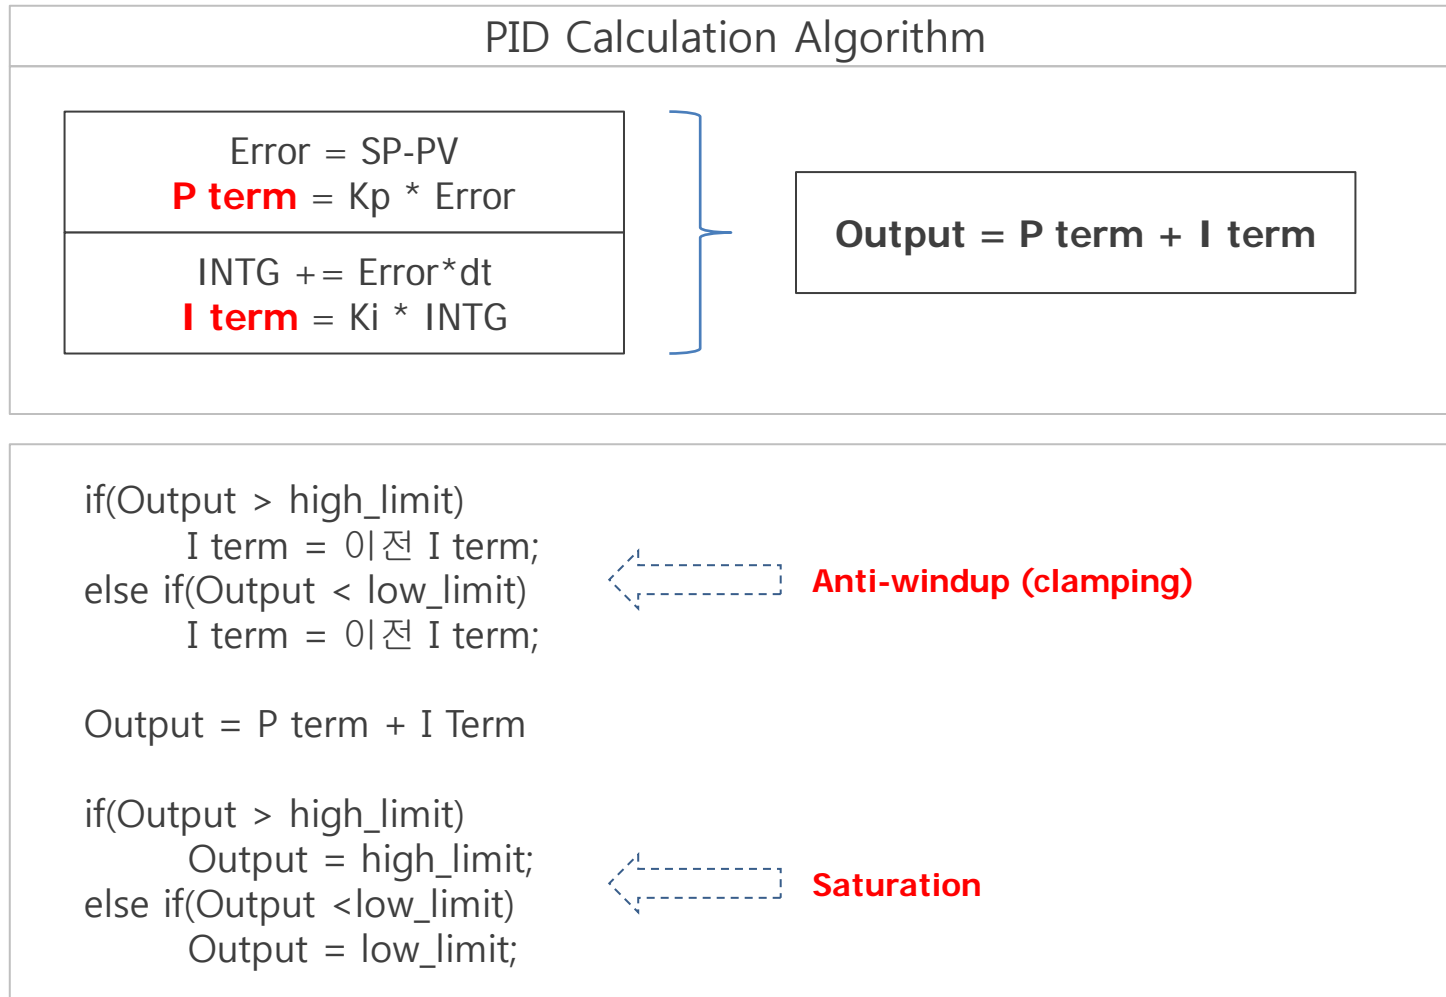 PID Calculation Algorithm
Error = SP-PV
P term = Kp * Error
INTG += Error*dt
I term = Ki * INTG
Output = P term + I term
if(Output > high_limit)
I term = 이전 I term;
else if(Output < low_limit)
I term = 이전 I term;
Anti-windup (clamping)
Output = P term + I Term
if(Output > high_limit)
Output = high_limit;
else if(Output <low_limit)
Output = low_limit;
Saturation